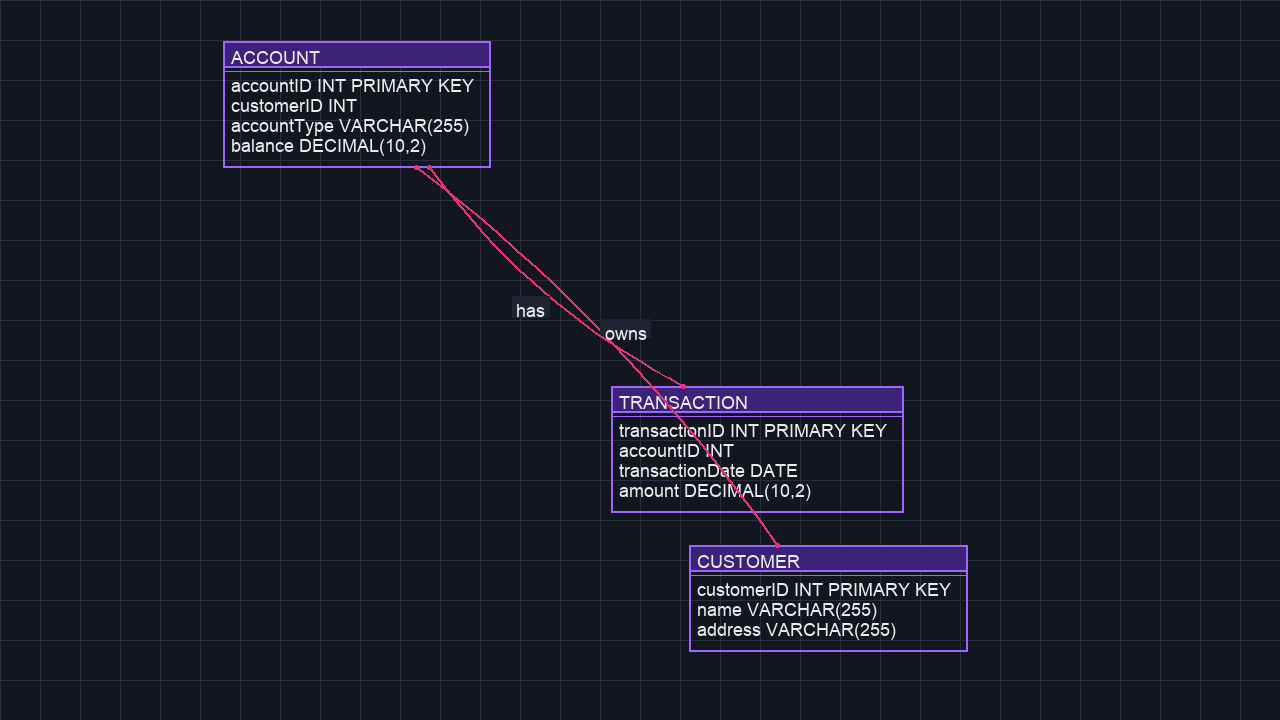 ACCOUNT
accountID INT PRIMARY KEY
customerID INT
accountType VARCHAR(255)
balance DECIMAL(10,2)
has
owns
TRANSACTION
transactionID INT PRIMARY KEY
accountID INT
transactionDate DATE
amount DECIMAL(10,2)
CUSTOMER
customerID INT PRIMARY KEY
name VARCHAR(255)
address VARCHAR(255)